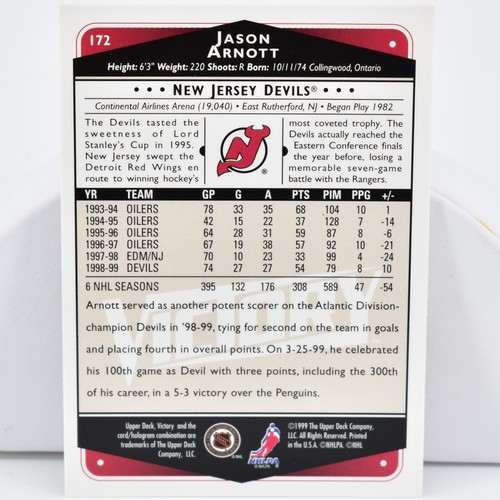 172
JASON
ARNOTT
Height: 6'3" Weight: 220 Shoots: R Born: 10/11/74 Collingwood, Ontario
• • • NEW JERSEY DEVILS® • • •
Continental Airlines Arena (19,040) • East Rutherford, NJ • Began Play 1982
The Devils tasted the
sweetness of Lord
Stanley's Cup in 1995.
New Jersey swept the
Detroit Red Wings en
route to winning hockey's
most coveted trophy. The
Devils actually reached the
Eastern Conference finals
the year before, losing a
memorable seven-game
battle with the Rangers.
YR TEAM GP G A PTS PIM PPG +/-
1993-94 OILERS 78 33 35 68 104 10 1
1994-95 OILERS 42 15 22 37 128 7 -14
1995-96 OILERS 64 28 31 59 87 8 -6
1996-97 OILERS 67 19 38 57 92 10 -21
1997-98 EDM/NJ 70 10 23 33 99 4 -24
1998-99 DEVILS 74 27 27 54 79 8 10
6 NHL SEASONS 395 132 176 308 589 47 -54
VICTORY
Arnott served as another potent scorer on the Atlantic Division-
champion Devils in '98-99, tying for second on the team in goals
and placing fourth in overall points. On 3-25-99, he celebrated
his 100th game as Devil with three points, including the 300th
of his career, in a 5-3 victory over the Penguins.
Upper Deck, Victory and the
card/hologram combination are
trademarks of The Upper Deck
Company, LLC.
NHL
©NHL
NHLPA
©NHLPA
©1999 The Upper Deck Company,
LLC. All Rights Reserved. Printed
in the U.S.A. ©NHLPA. ©NHL